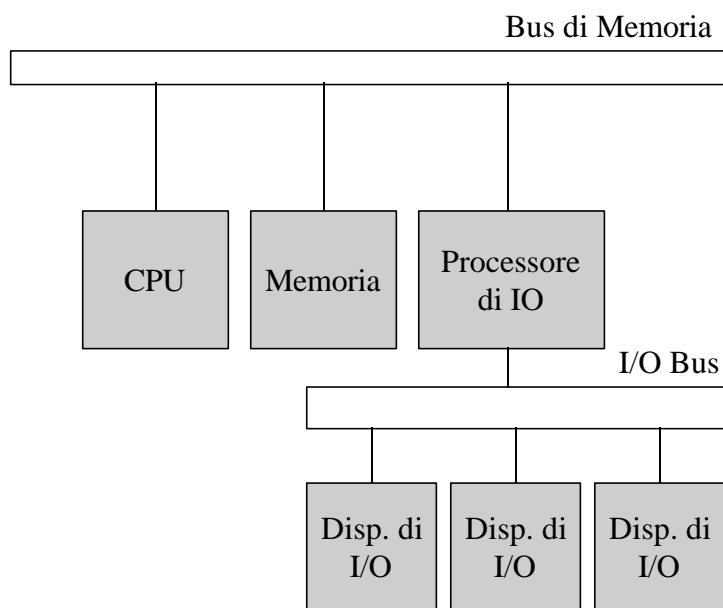 Bus di Memoria
CPU
Memoria
Processore
di IO
I/O Bus
Disp. di
I/O
Disp. di
I/O
Disp. di
I/O